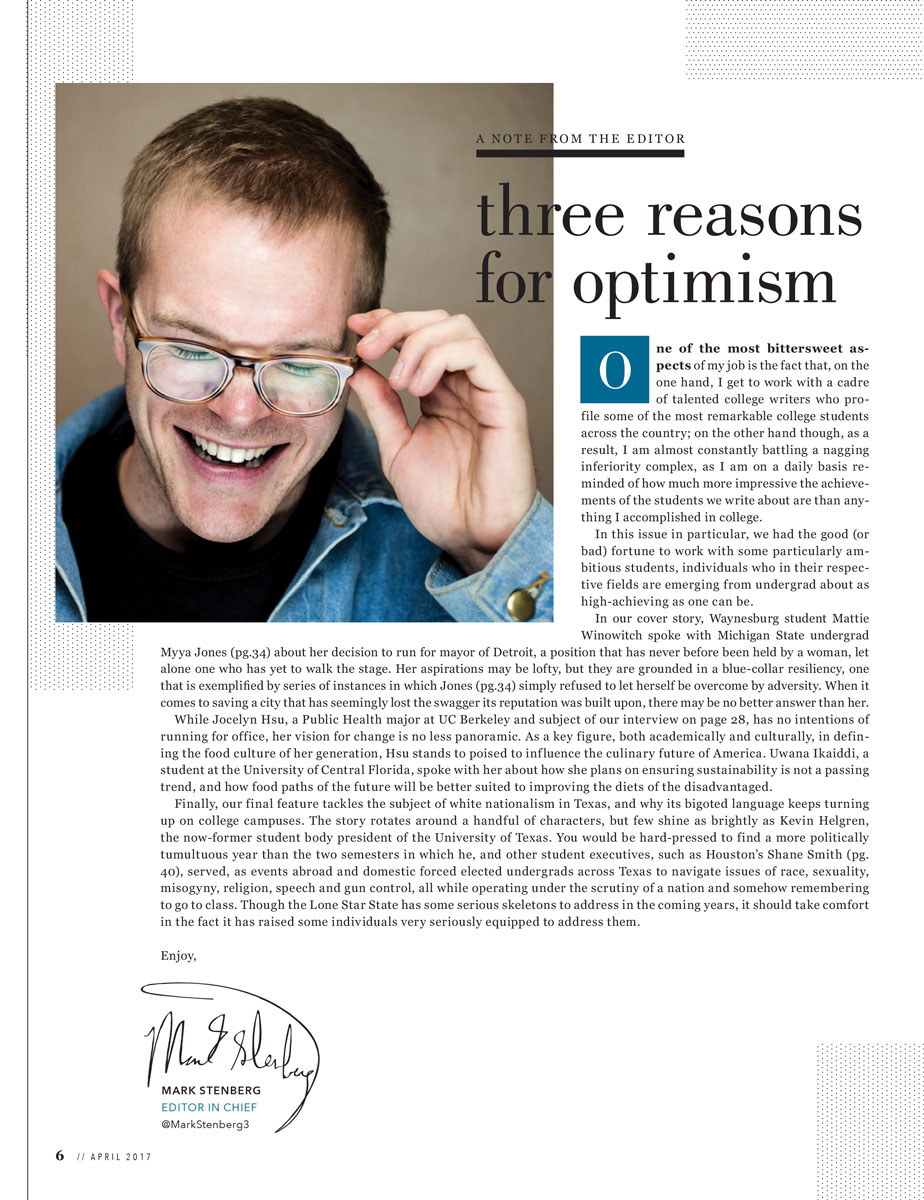 A NOTE FROM THE EDITOR
three reasons
for optimism
One of the most bittersweet as-
pects of my job is the fact that, on the
one hand, I get to work with a cadre
of talented college writers who pro-
file some of the most remarkable college students
across the country; on the other hand though, as a
result, I am almost constantly battling a nagging
inferiority complex, as I am on a daily basis re-
minded of how much more impressive the achieve-
ments of the students we write about are than any-
thing I accomplished in college.
In this issue in particular, we had the good (or
bad) fortune to work with some particularly am-
bitious students, individuals who in their respec-
tive fields are emerging from undergrad about as
high-achieving as one can be.
In our cover story, Waynesburg student Mattie
Winowitch spoke with Michigan State undergrad
Myya Jones (pg.34) about her decision to run for mayor of Detroit, a position that has never before been held by a woman, let
alone one who has yet to walk the stage. Her aspirations may be lofty, but they are grounded in a blue-collar resiliency, one
that is exemplified by series of instances in which Jones (pg.34) simply refused to let herself be overcome by adversity. When it
comes to saving a city that has seemingly lost the swagger its reputation was built upon, there may be no better answer than her.
While Jocelyn Hsu, a Public Health major at UC Berkeley and subject of our interview on page 28, has no intentions of
running for office, her vision for change is no less panoramic. As a key figure, both academically and culturally, in defin-
ing the food culture of her generation, Hsu stands to poised to influence the culinary future of America. Uwana Ikaiddi, a
student at the University of Central Florida, spoke with her about how she plans on ensuring sustainability is not a passing
trend, and how food paths of the future will be better suited to improving the diets of the disadvantaged.
Finally, our final feature tackles the subject of white nationalism in Texas, and why its bigoted language keeps turning
up on college campuses. The story rotates around a handful of characters, but few shine as brightly as Kevin Helgren,
the now-former student body president of the University of Texas. You would be hard-pressed to find a more politically
tumultuous year than the two semesters in which he, and other student executives, such as Houston's Shane Smith (pg.
40), served, as events abroad and domestic forced elected undergrads across Texas to navigate issues of race, sexuality,
misogyny, religion, speech and gun control, all while operating under the scrutiny of a nation and somehow remembering
to go to class. Though the Lone Star State has some serious skeletons to address in the coming years, it should take comfort
in the fact it has raised some individuals very seriously equipped to address them.
Enjoy,
Mark Stenberg
MARK STENBERG
EDITOR IN CHIEF
@MarkStenberg3
6 // APRIL 2017